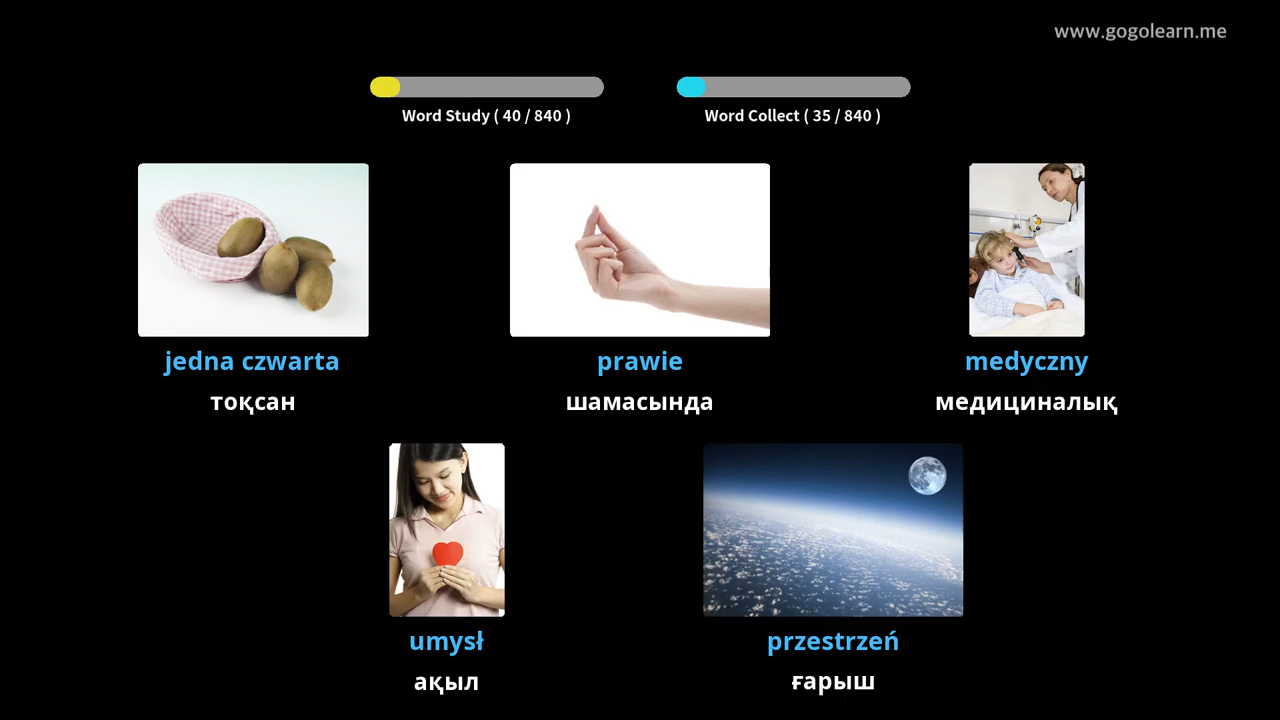 www.gogolearn.me
Word Study ( 40 / 840 )
Word Collect ( 35 / 840 )
jedna czwarta
тоқсан
prawie
шамасында
medyczny
медициналық
umysł
ақыл
przestrzeń
ғарыш